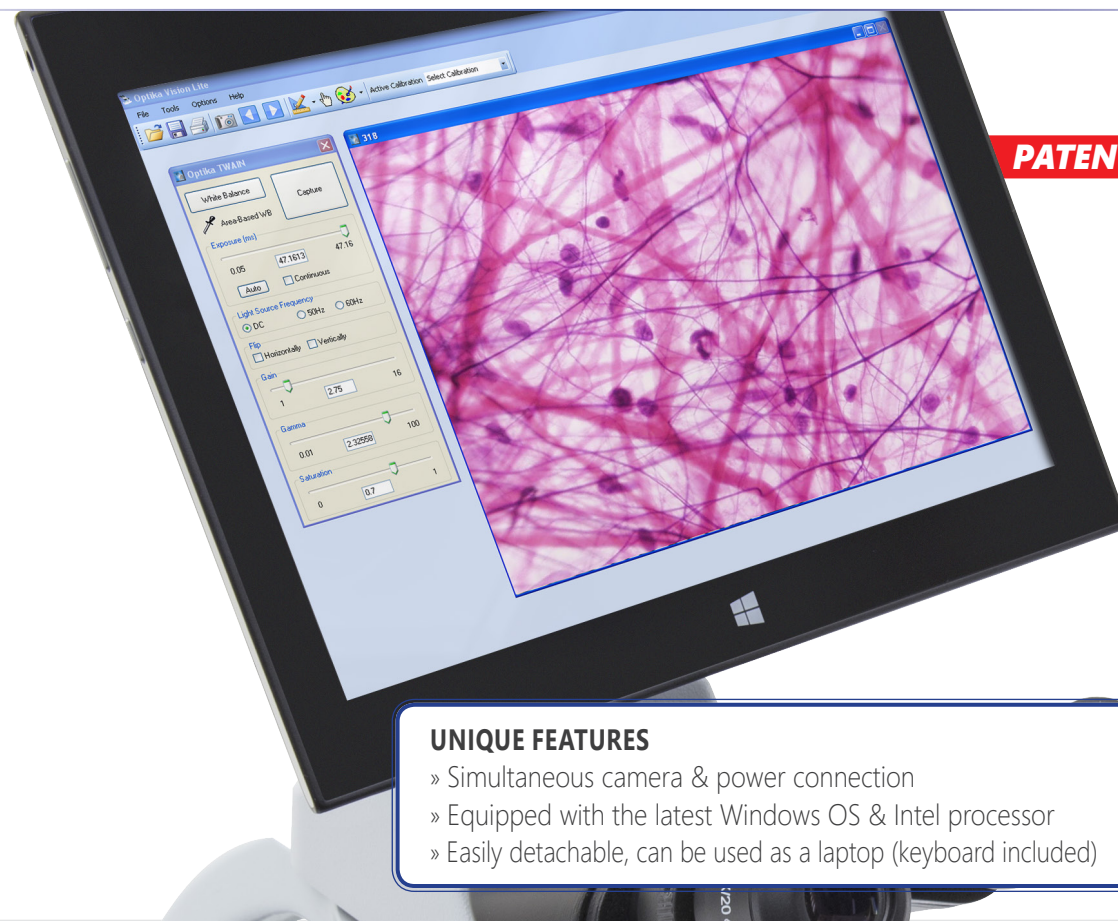 Optika Vision Lite
File Tools Options Help
Active Calibration Select Calibration
318
Optika TWAIN
White Balance
Capture
Area-Based WB
Exposure (ms)
0.05 47.1613 47.16
Auto Continuous
Light Source Frequency
DC 50Hz 60Hz
Flip
Horizontally Vertically
Gain
1 2.75 16
Gamma
0.01 2.32558 100
Saturation
0 0.7 1
PATEN
UNIQUE FEATURES
» Simultaneous camera & power connection
» Equipped with the latest Windows OS & Intel processor
» Easily detachable, can be used as a laptop (keyboard included)
X/20